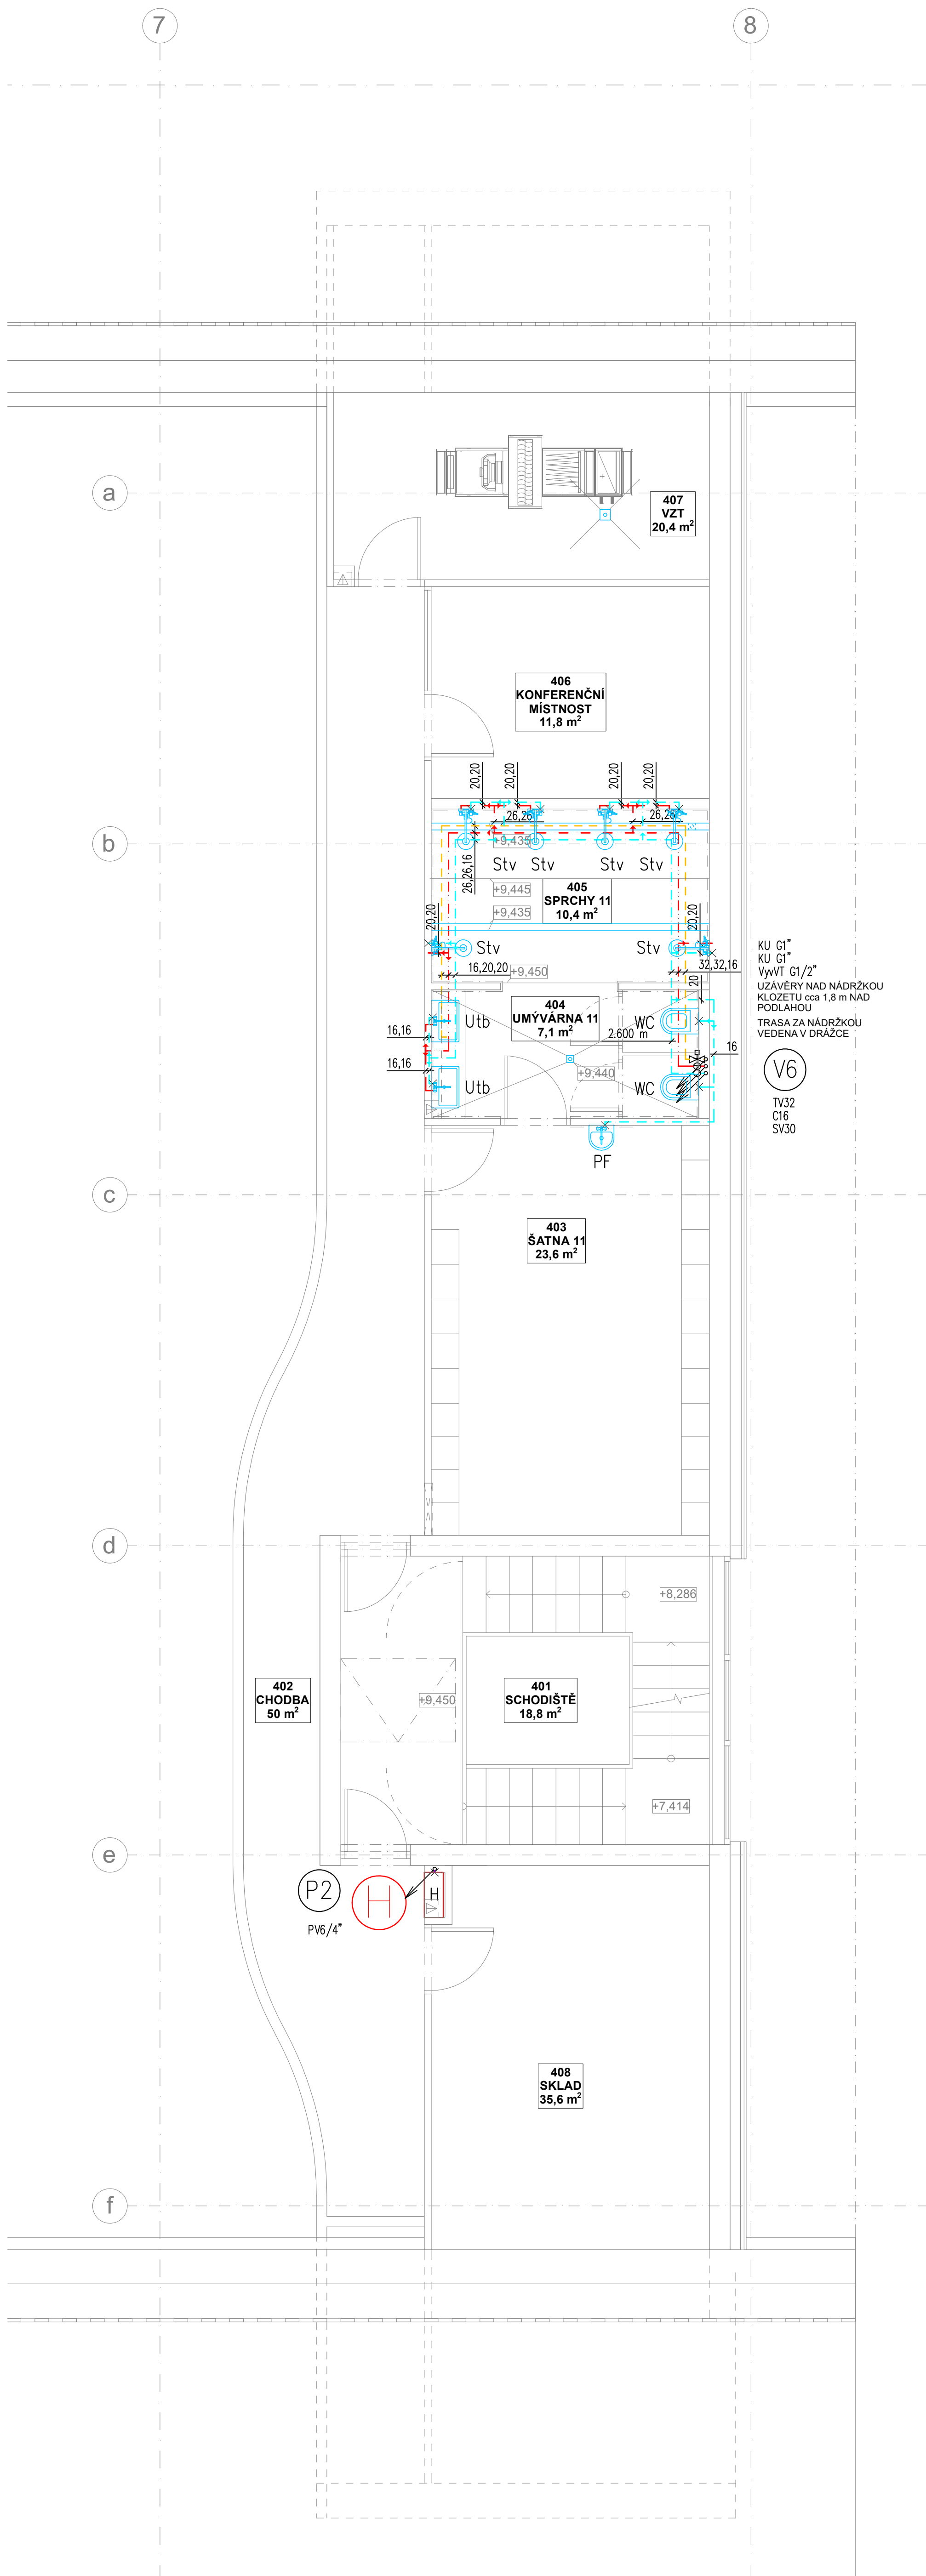 7
8
a
407
VZT
20,4 m²
406
KONFERENČNÍ
MÍSTNOST
11,8 m²
20,20
20,20
20,20
20,20
26,26
26,26
b
+9,435
26,26,16
Stv
Stv
Stv
Stv
+9,445
405
SPRCHY 11
10,4 m²
+9,435
20,20
20,20
Stv
Stv
KU G1"
KU G1"
VyvVT G1/2"
UZÁVĚRY NAD NÁDRŽKOU
KLOZETU cca 1,8 m NAD
PODLAHOU
TRASA ZA NÁDRŽKOU
VEDENA V DRÁŽCE
16,20,20
+9,450
32,32,16
20
404
UMÝVÁRNA 11
7,1 m²
Utb
WC
2.600 m
16,16
16
16,16
+9,440
Utb
WC
V6
TV32
C16
SV30
PF
c
403
ŠATNA 11
23,6 m²
d
+8,286
402
CHODBA
50 m²
+9,450
401
SCHODIŠTĚ
18,8 m²
+7,414
e
P2
H
H
PV6/4"
408
SKLAD
35,6 m²
f